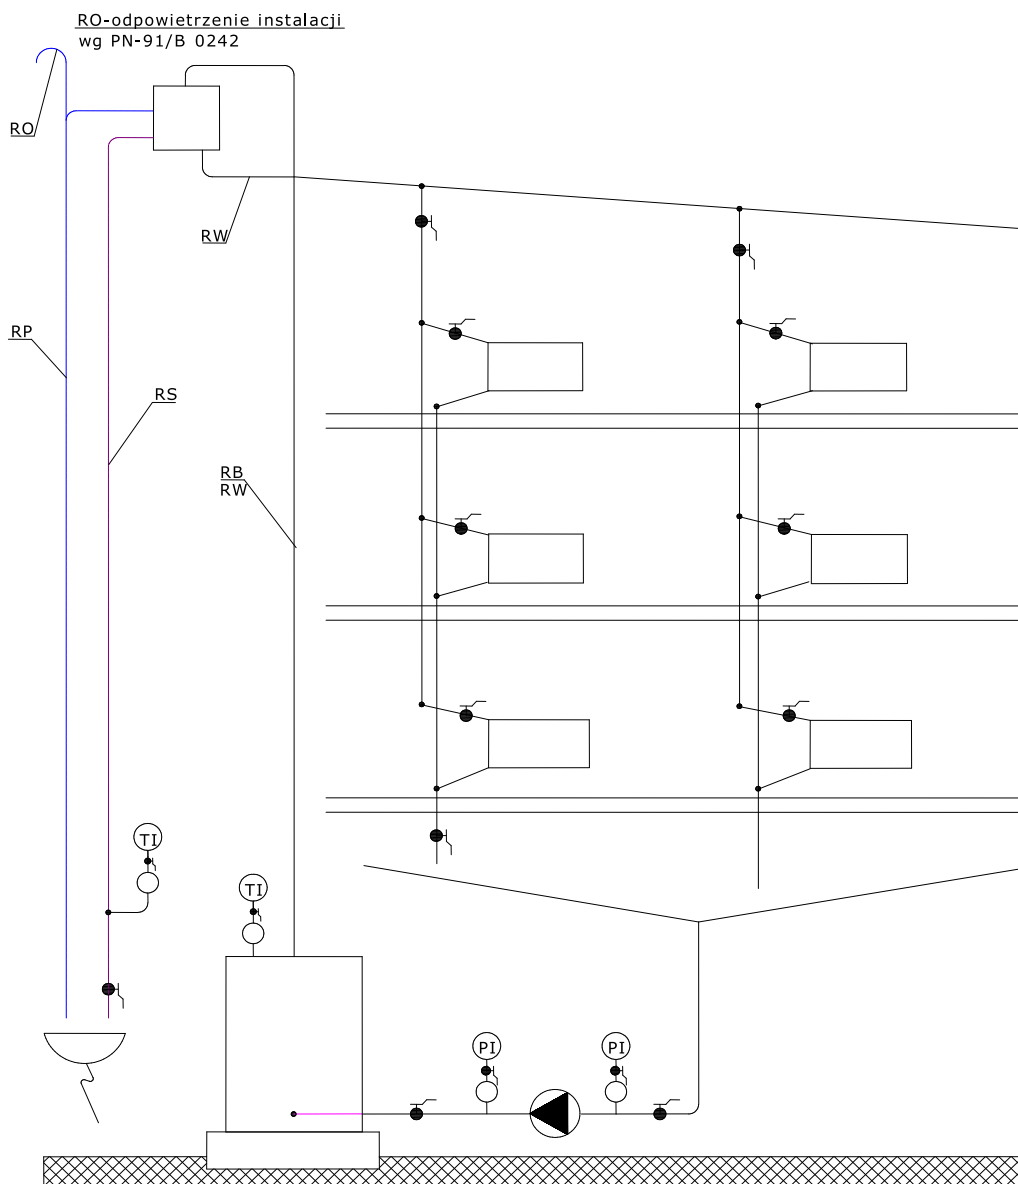 RO-odpowietrzenie instalacji
wg PN-91/B 0242
RO
RW
RP
RS
RB
RW
TI
TI
PI
PI